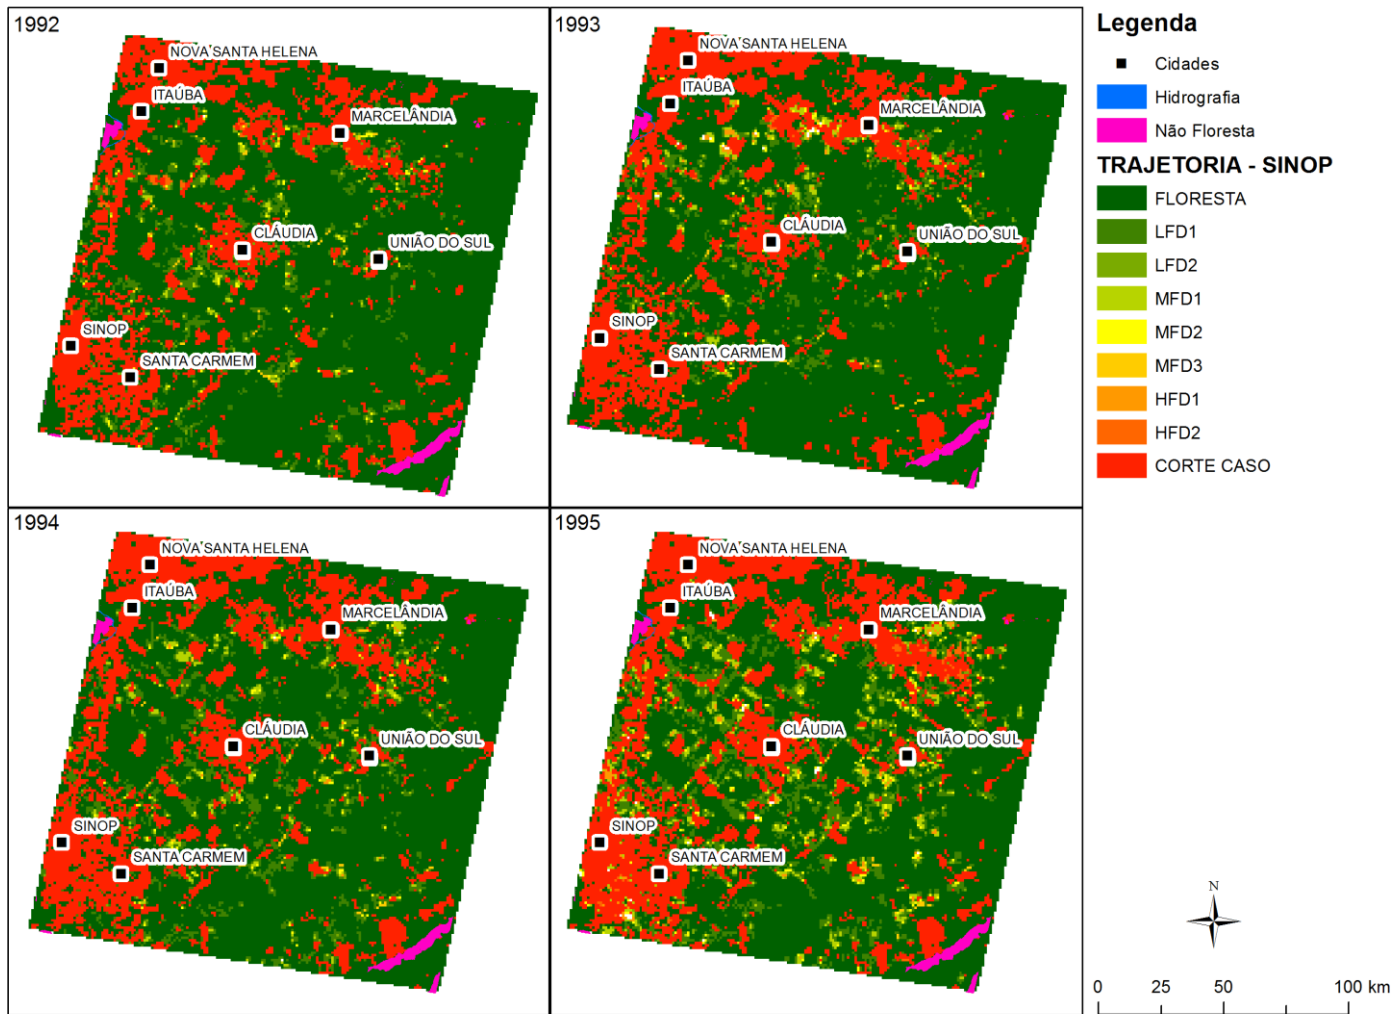 1992
NOVA SANTA HELENA
ITAÚBA
MARCELÂNDIA
CLÁUDIA
UNIÃO DO SUL
SINOP
SANTA CARMEM
1993
NOVA SANTA HELENA
ITAÚBA
MARCELÂNDIA
CLÁUDIA
UNIÃO DO SUL
SINOP
SANTA CARMEM
1994
NOVA SANTA HELENA
ITAÚBA
MARCELÂNDIA
CLÁUDIA
UNIÃO DO SUL
SINOP
SANTA CARMEM
1995
NOVA SANTA HELENA
ITAÚBA
MARCELÂNDIA
CLÁUDIA
UNIÃO DO SUL
SINOP
SANTA CARMEM
Legenda
Cidades
Hidrografia
Não Floresta
TRAJETORIA - SINOP
FLORESTA
LFD1
LFD2
MFD1
MFD2
MFD3
HFD1
HFD2
CORTE CASO
N
0 25 50 100 km